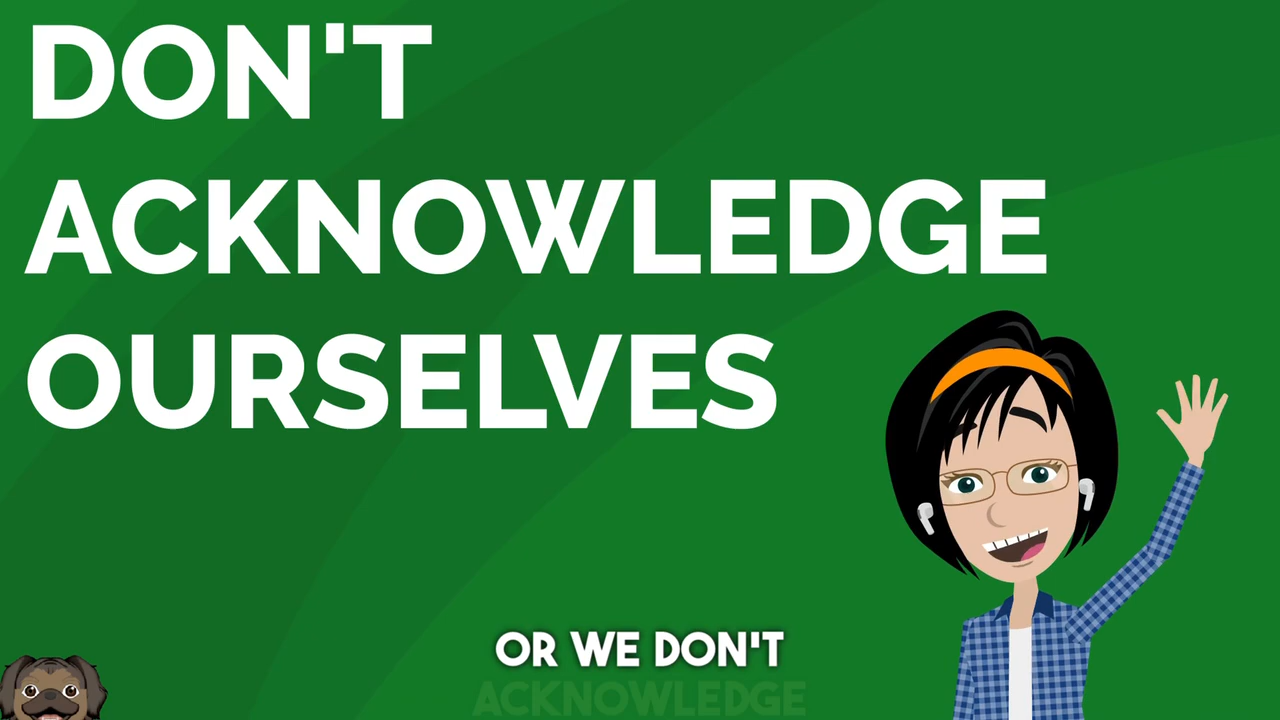 DON'T
ACKNOWLEDGE
OURSELVES
OR WE DON'T
ACKNOWLEDGE